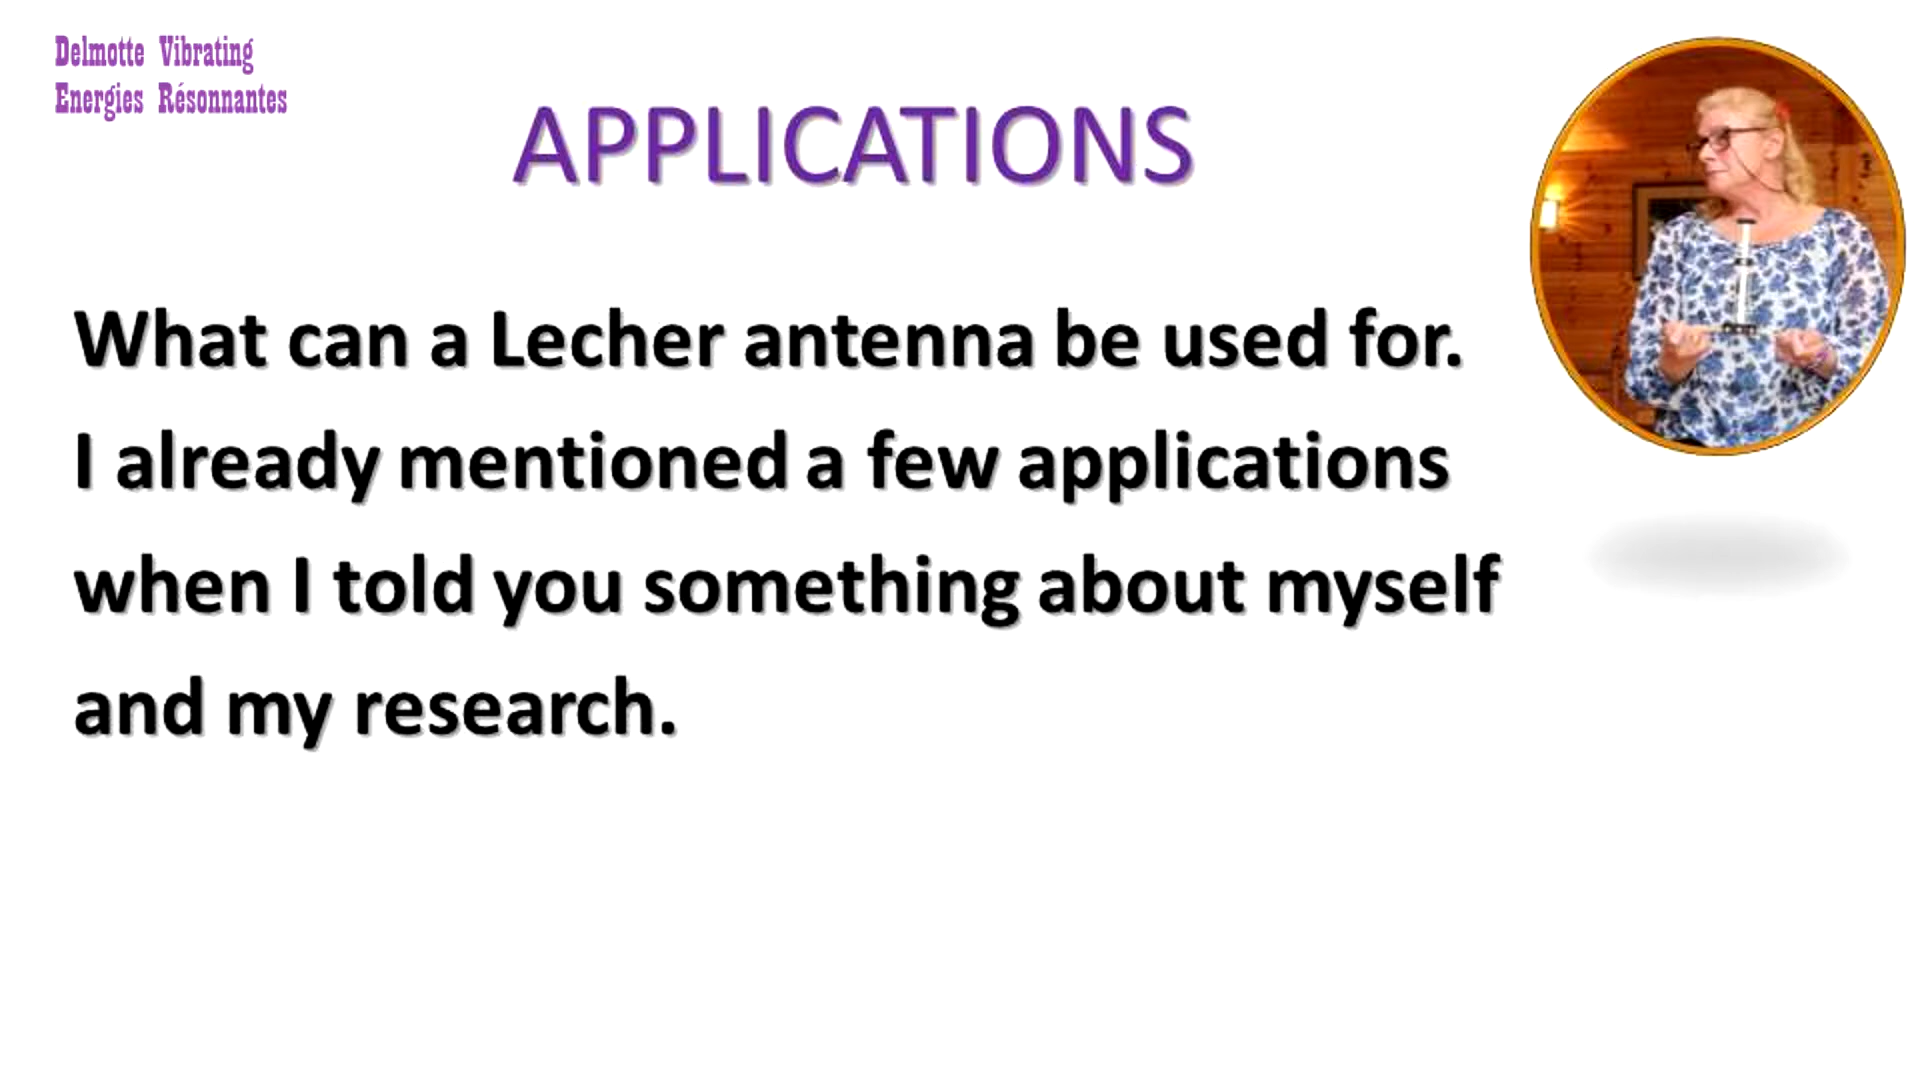 Delmotte Vibrating
Energies Résonnantes
APPLICATIONS
What can a Lecher antenna be used for.
I already mentioned a few applications
when I told you something about myself
and my research.